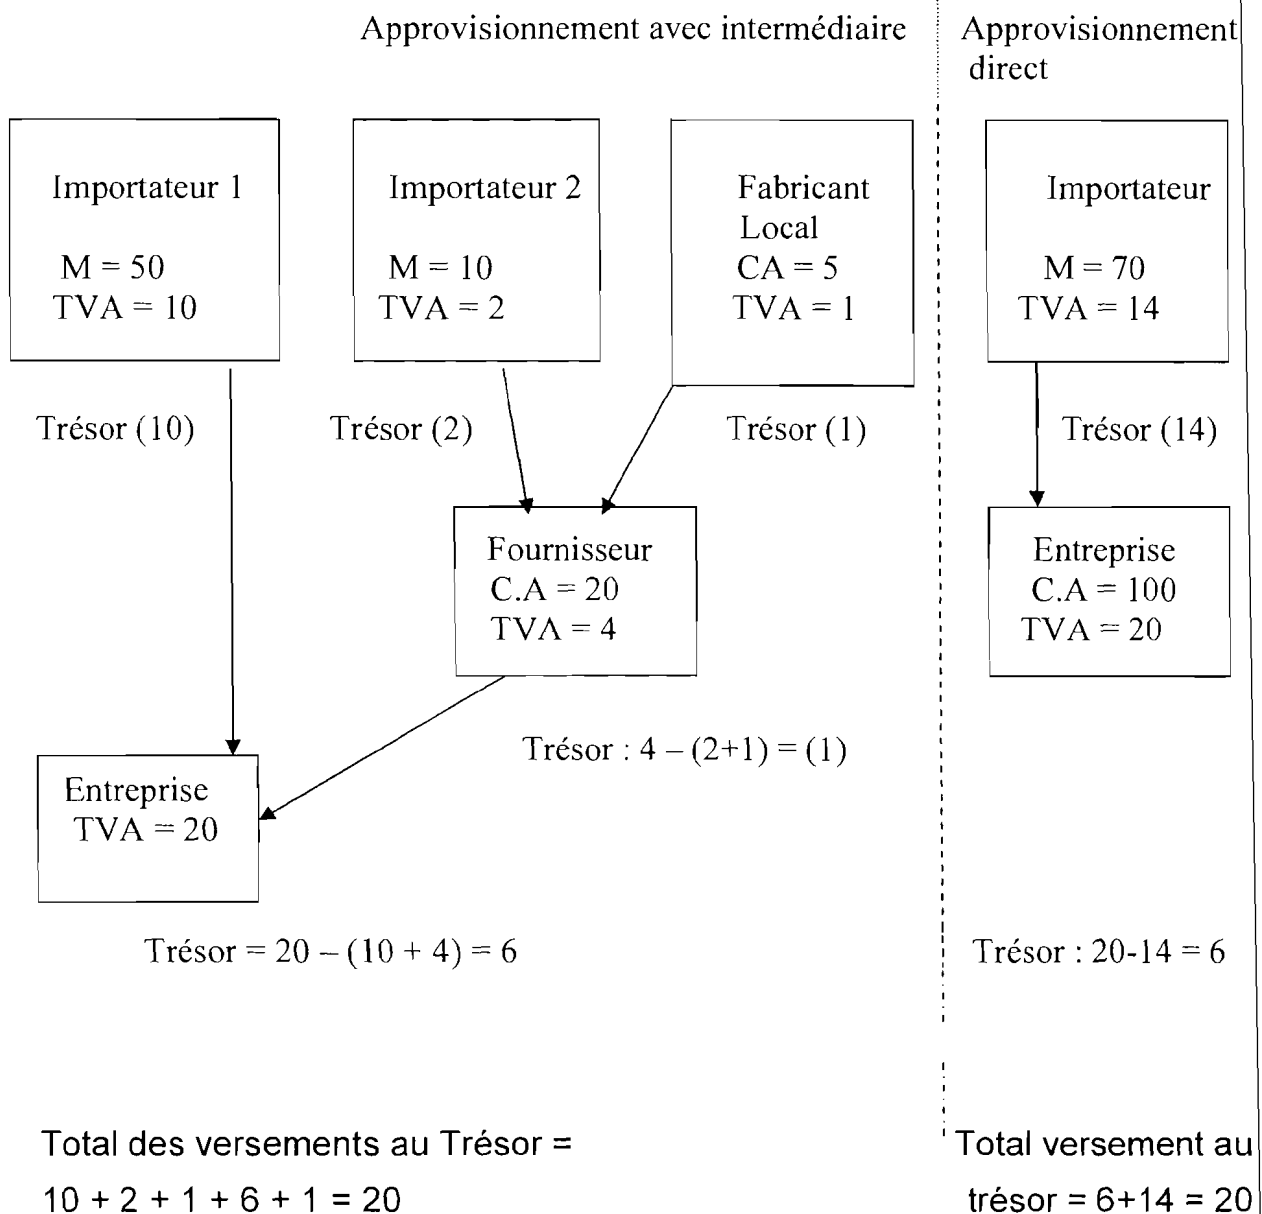 Approvisionnement avec intermédiaire
Approvisionnement
direct
Importateur 1
M = 50
TVA = 10
Importateur 2
M = 10
TVA = 2
Fabricant
Local
CA = 5
TVA = 1
Importateur
M = 70
TVA = 14
Trésor (10)
Trésor (2)
Trésor (1)
Trésor (14)
Fournisseur
C.A = 20
TVA = 4
Entreprise
C.A = 100
TVA = 20
Trésor : 4 – (2+1) = (1)
Entreprise
TVA = 20
Trésor = 20 – (10 + 4) = 6
Trésor : 20-14 = 6
Total des versements au Trésor =
10 + 2 + 1 + 6 + 1 = 20
Total versement au
trésor = 6+14 = 20